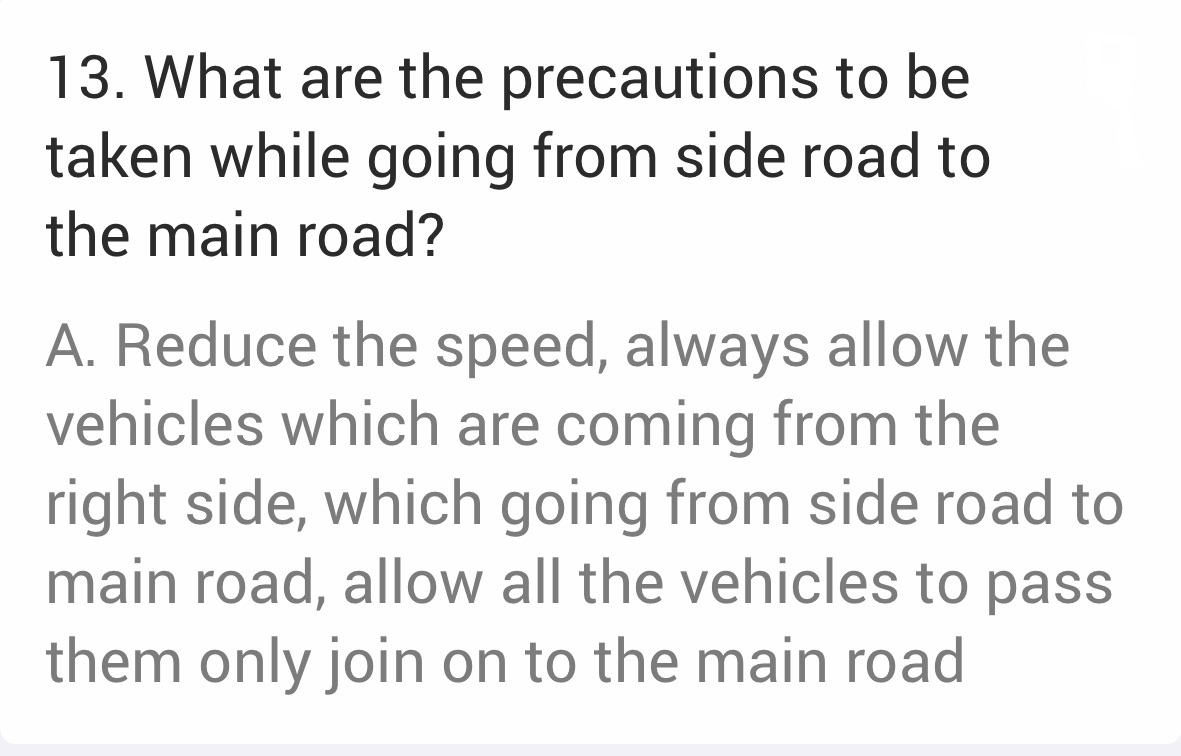 13. What are the precautions to be
taken while going from side road to
the main road?
A. Reduce the speed, always allow the
vehicles which are coming from the
right side, which going from side road to
main road, allow all the vehicles to pass
them only join on to the main road